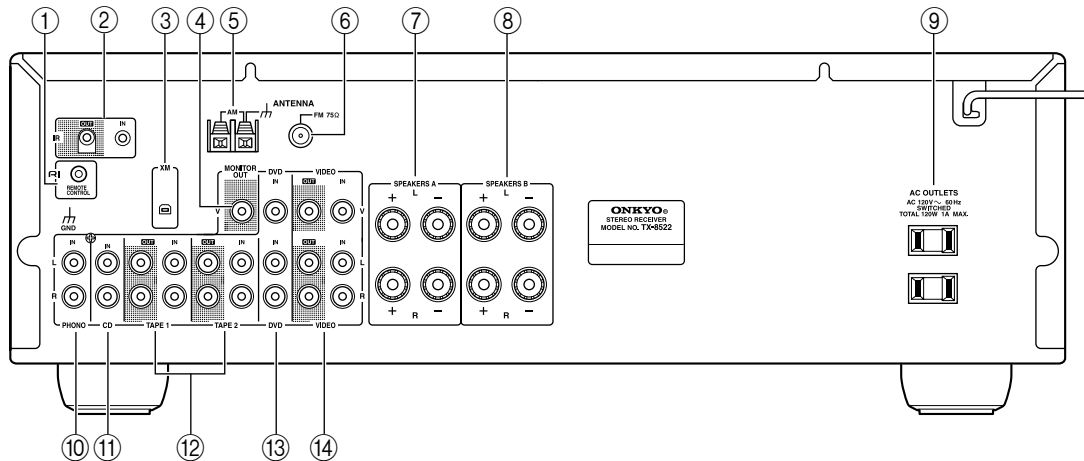 ① ② ③ ④ ⑤ ⑥ ⑦ ⑧ ⑨
ANTENNA
AM
FM 75Ω
OUT IN
IR
XM
RI
REMOTE
CONTROL
GND
MONITOR
OUT
DVD VIDEO
IN OUT IN
V V
SPEAKERS A SPEAKERS B
L L
+ − + −
+ − + −
R R
ONKYO®
STEREO RECEIVER
MODEL NO. TX-8522
AC OUTLETS
AC 120V～ 60Hz
SWITCHED
TOTAL 120W 1A MAX.
IN IN OUT IN OUT IN IN OUT IN
L L
R R
PHONO CD TAPE 1 TAPE 2 DVD VIDEO
⑩ ⑪ ⑫ ⑬ ⑭